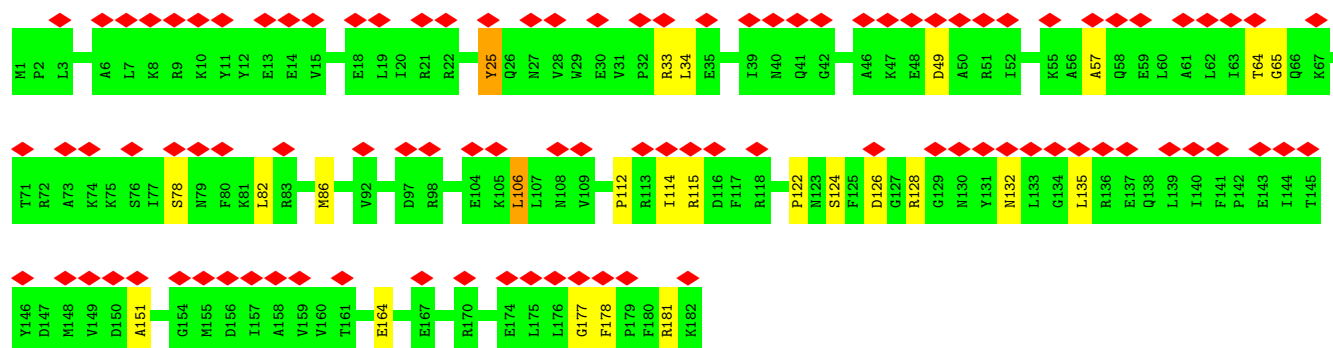 M1 P2 L3 A6 L7 K8 R9 K10 Y11 Y12 E13 E14 V15 E18 L19 I20 R21 R22 Y25 Q26 N27 V28 W29 E30 V31 P32 R33 L34 E35 I39 N40 Q41 G42 A46 K47 E48 D49 A50 R51 I52 K55 A56 A57 Q58 E59 L60 A61 L62 I63 T64 G65 Q66 K67
T71 R72 A73 K74 K75 S76 I77 S78 N79 F80 K81 L82 R83 M86 V92 D97 R98 E104 K105 L106 L107 N108 V109 P112 R113 I114 R115 D116 F117 R118 P122 N123 S124 F125 D126 G127 R128 G129 N130 Y131 N132 L133 G134 L135 R136 E137 Q138 L139 I140 F141 P142 E143 I144 T145
Y146 D147 M148 V149 D150 A151 G154 M155 D156 I157 A158 V159 V160 T161 E164 E167 R170 E174 L175 L176 G177 F178 P179 F180 R181 K182